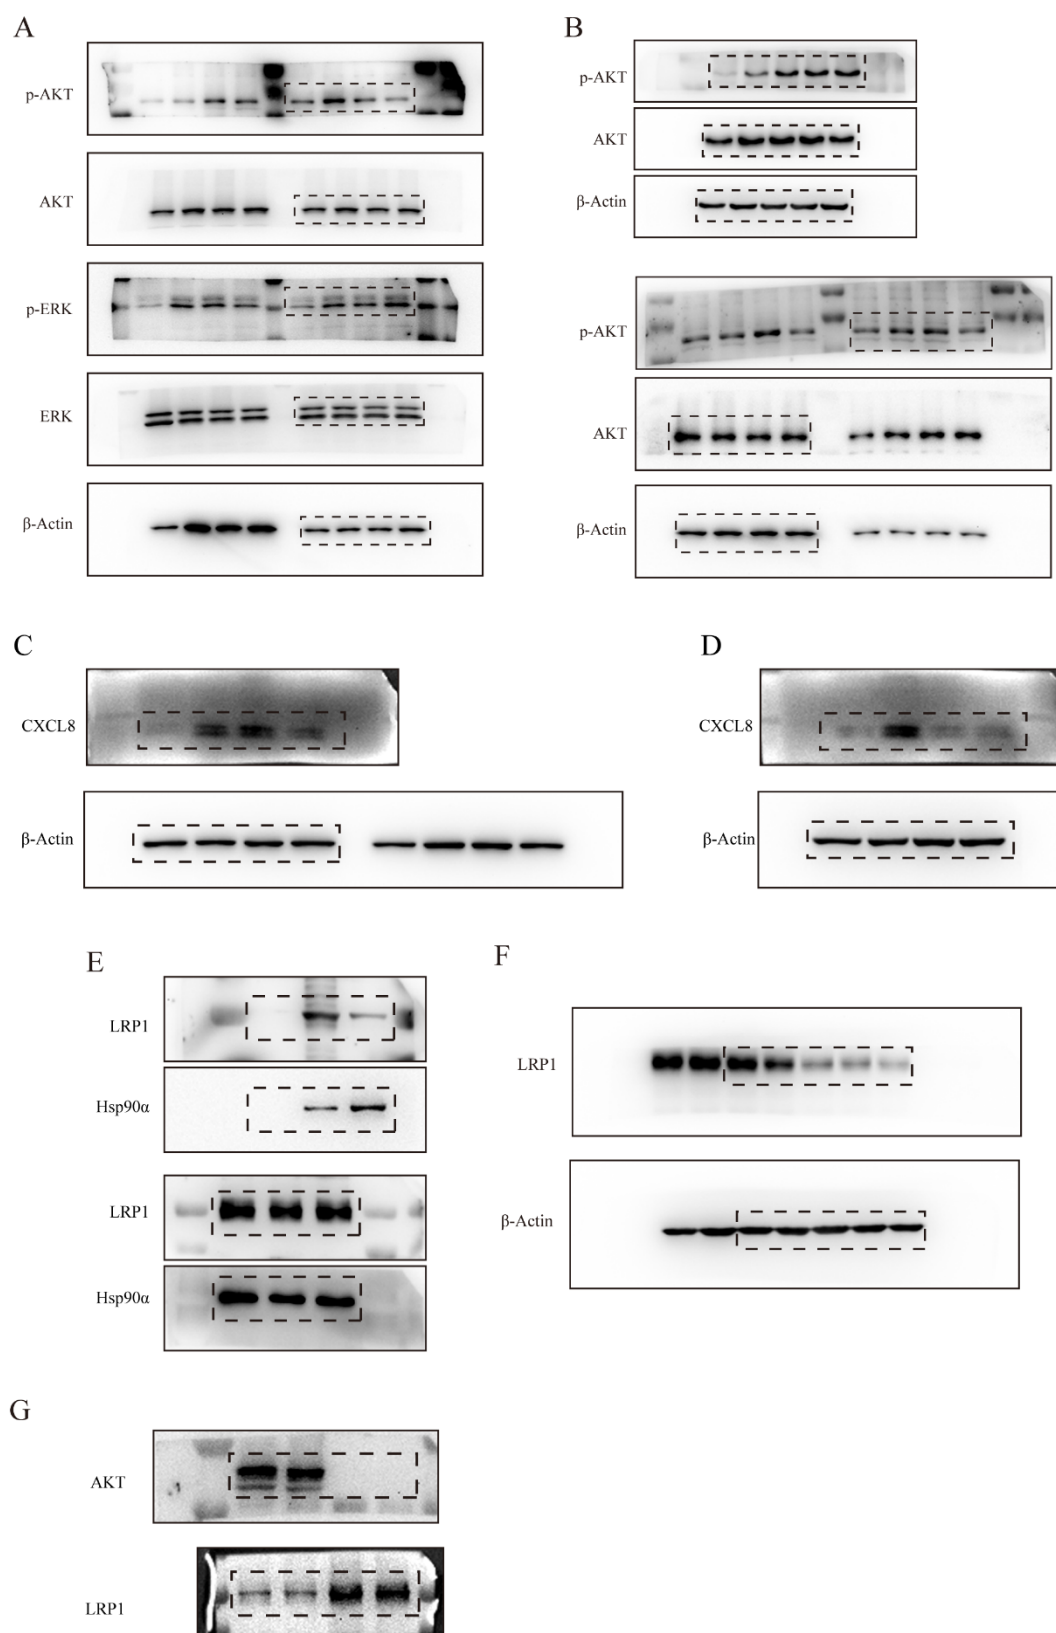 A
p-AKT
AKT
p-ERK
ERK
β-Actin
B
p-AKT
AKT
β-Actin
p-AKT
AKT
β-Actin
C
CXCL8
β-Actin
D
CXCL8
β-Actin
E
LRP1
Hsp90α
LRP1
Hsp90α
F
LRP1
β-Actin
G
AKT
LRP1